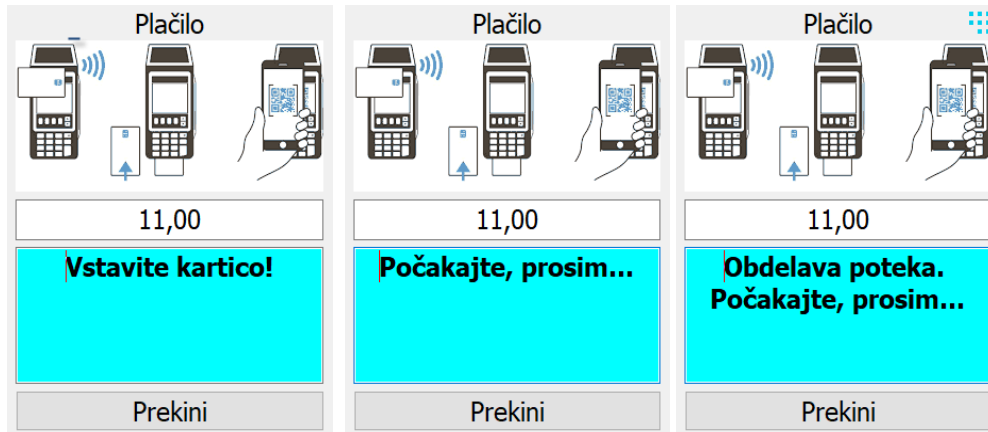 Plačilo
11,00
Vstavite kartico!
Prekini
Plačilo
11,00
Počakajte, prosim...
Prekini
Plačilo
11,00
Obdelava poteka.
Počakajte, prosim...
Prekini